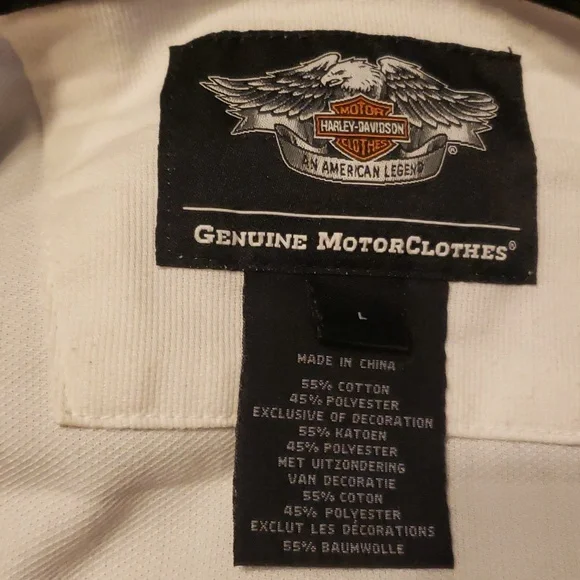 MOTOR
HARLEY-DAVIDSON
CLOTHES
AN AMERICAN LEGEND
®
GENUINE MOTORCLOTHES®
L
MADE IN CHINA
55% COTTON
45% POLYESTER
EXCLUSIVE OF DECORATION
55% KATOEN
45% POLYESTER
MET UITZONDERING
VAN DECORATIE
55% COTON
45% POLYESTER
EXCLUT LES DÉCORATIONS
55% BAUMWOLLE